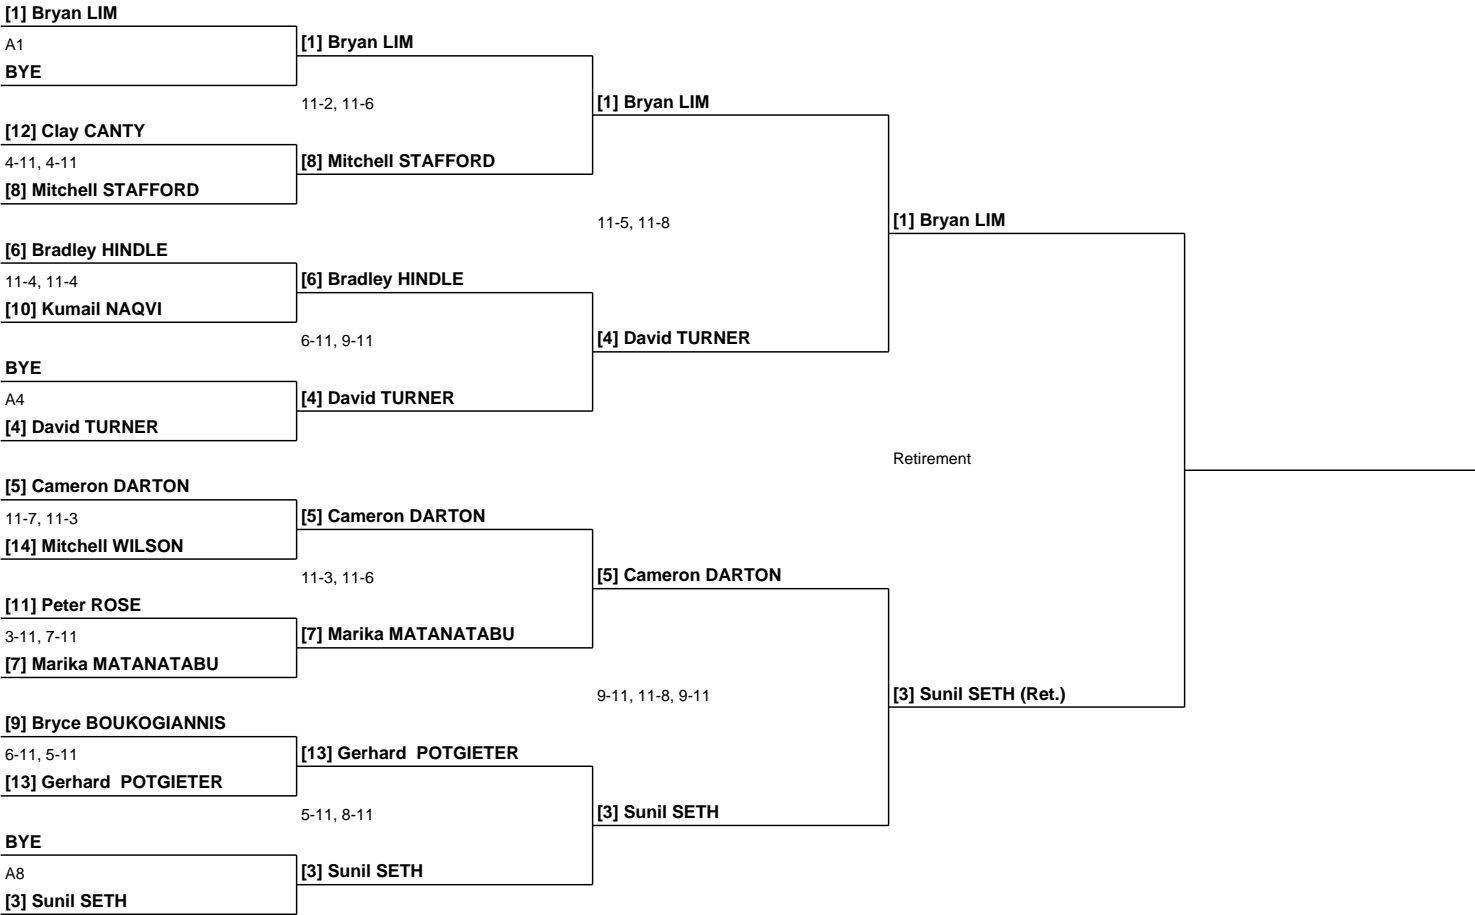 [1] Bryan LIM
A1
[1] Bryan LIM
BYE
11-2, 11-6
[1] Bryan LIM
[12] Clay CANTY
4-11, 4-11
[8] Mitchell STAFFORD
[8] Mitchell STAFFORD
11-5, 11-8
[1] Bryan LIM
[6] Bradley HINDLE
11-4, 11-4
[6] Bradley HINDLE
[10] Kumail NAQVI
6-11, 9-11
[4] David TURNER
BYE
A4
[4] David TURNER
[4] David TURNER
Retirement
[5] Cameron DARTON
11-7, 11-3
[5] Cameron DARTON
[14] Mitchell WILSON
11-3, 11-6
[5] Cameron DARTON
[11] Peter ROSE
3-11, 7-11
[7] Marika MATANATABU
[7] Marika MATANATABU
9-11, 11-8, 9-11
[3] Sunil SETH (Ret.)
[9] Bryce BOUKOGIANNIS
6-11, 5-11
[13] Gerhard  POTGIETER
[13] Gerhard  POTGIETER
5-11, 8-11
[3] Sunil SETH
BYE
A8
[3] Sunil SETH
[3] Sunil SETH